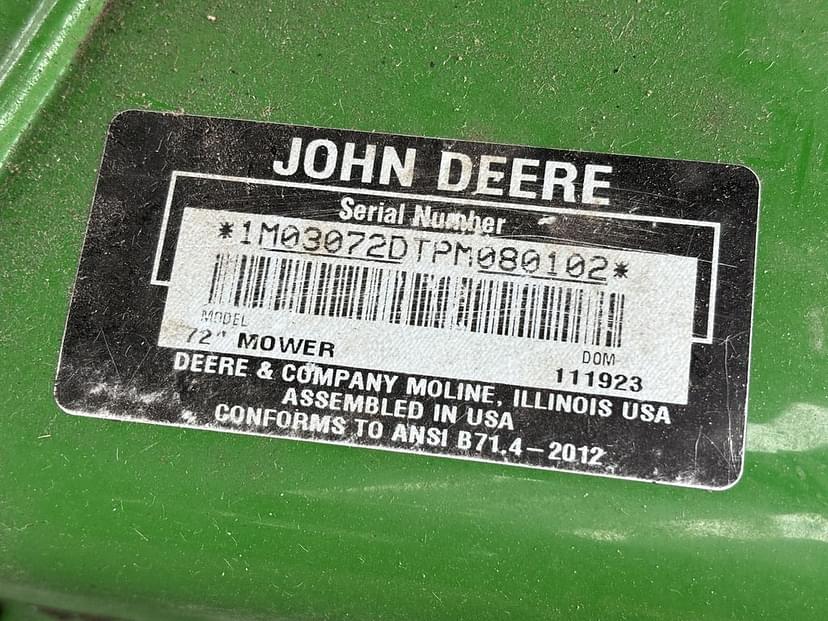 JOHN DEERE
Serial Number
*1M03072DTPM080102*
MODEL
72" MOWER
DOM
111923
DEERE & COMPANY MOLINE, ILLINOIS USA
ASSEMBLED IN USA
CONFORMS TO ANSI B71.4-2012